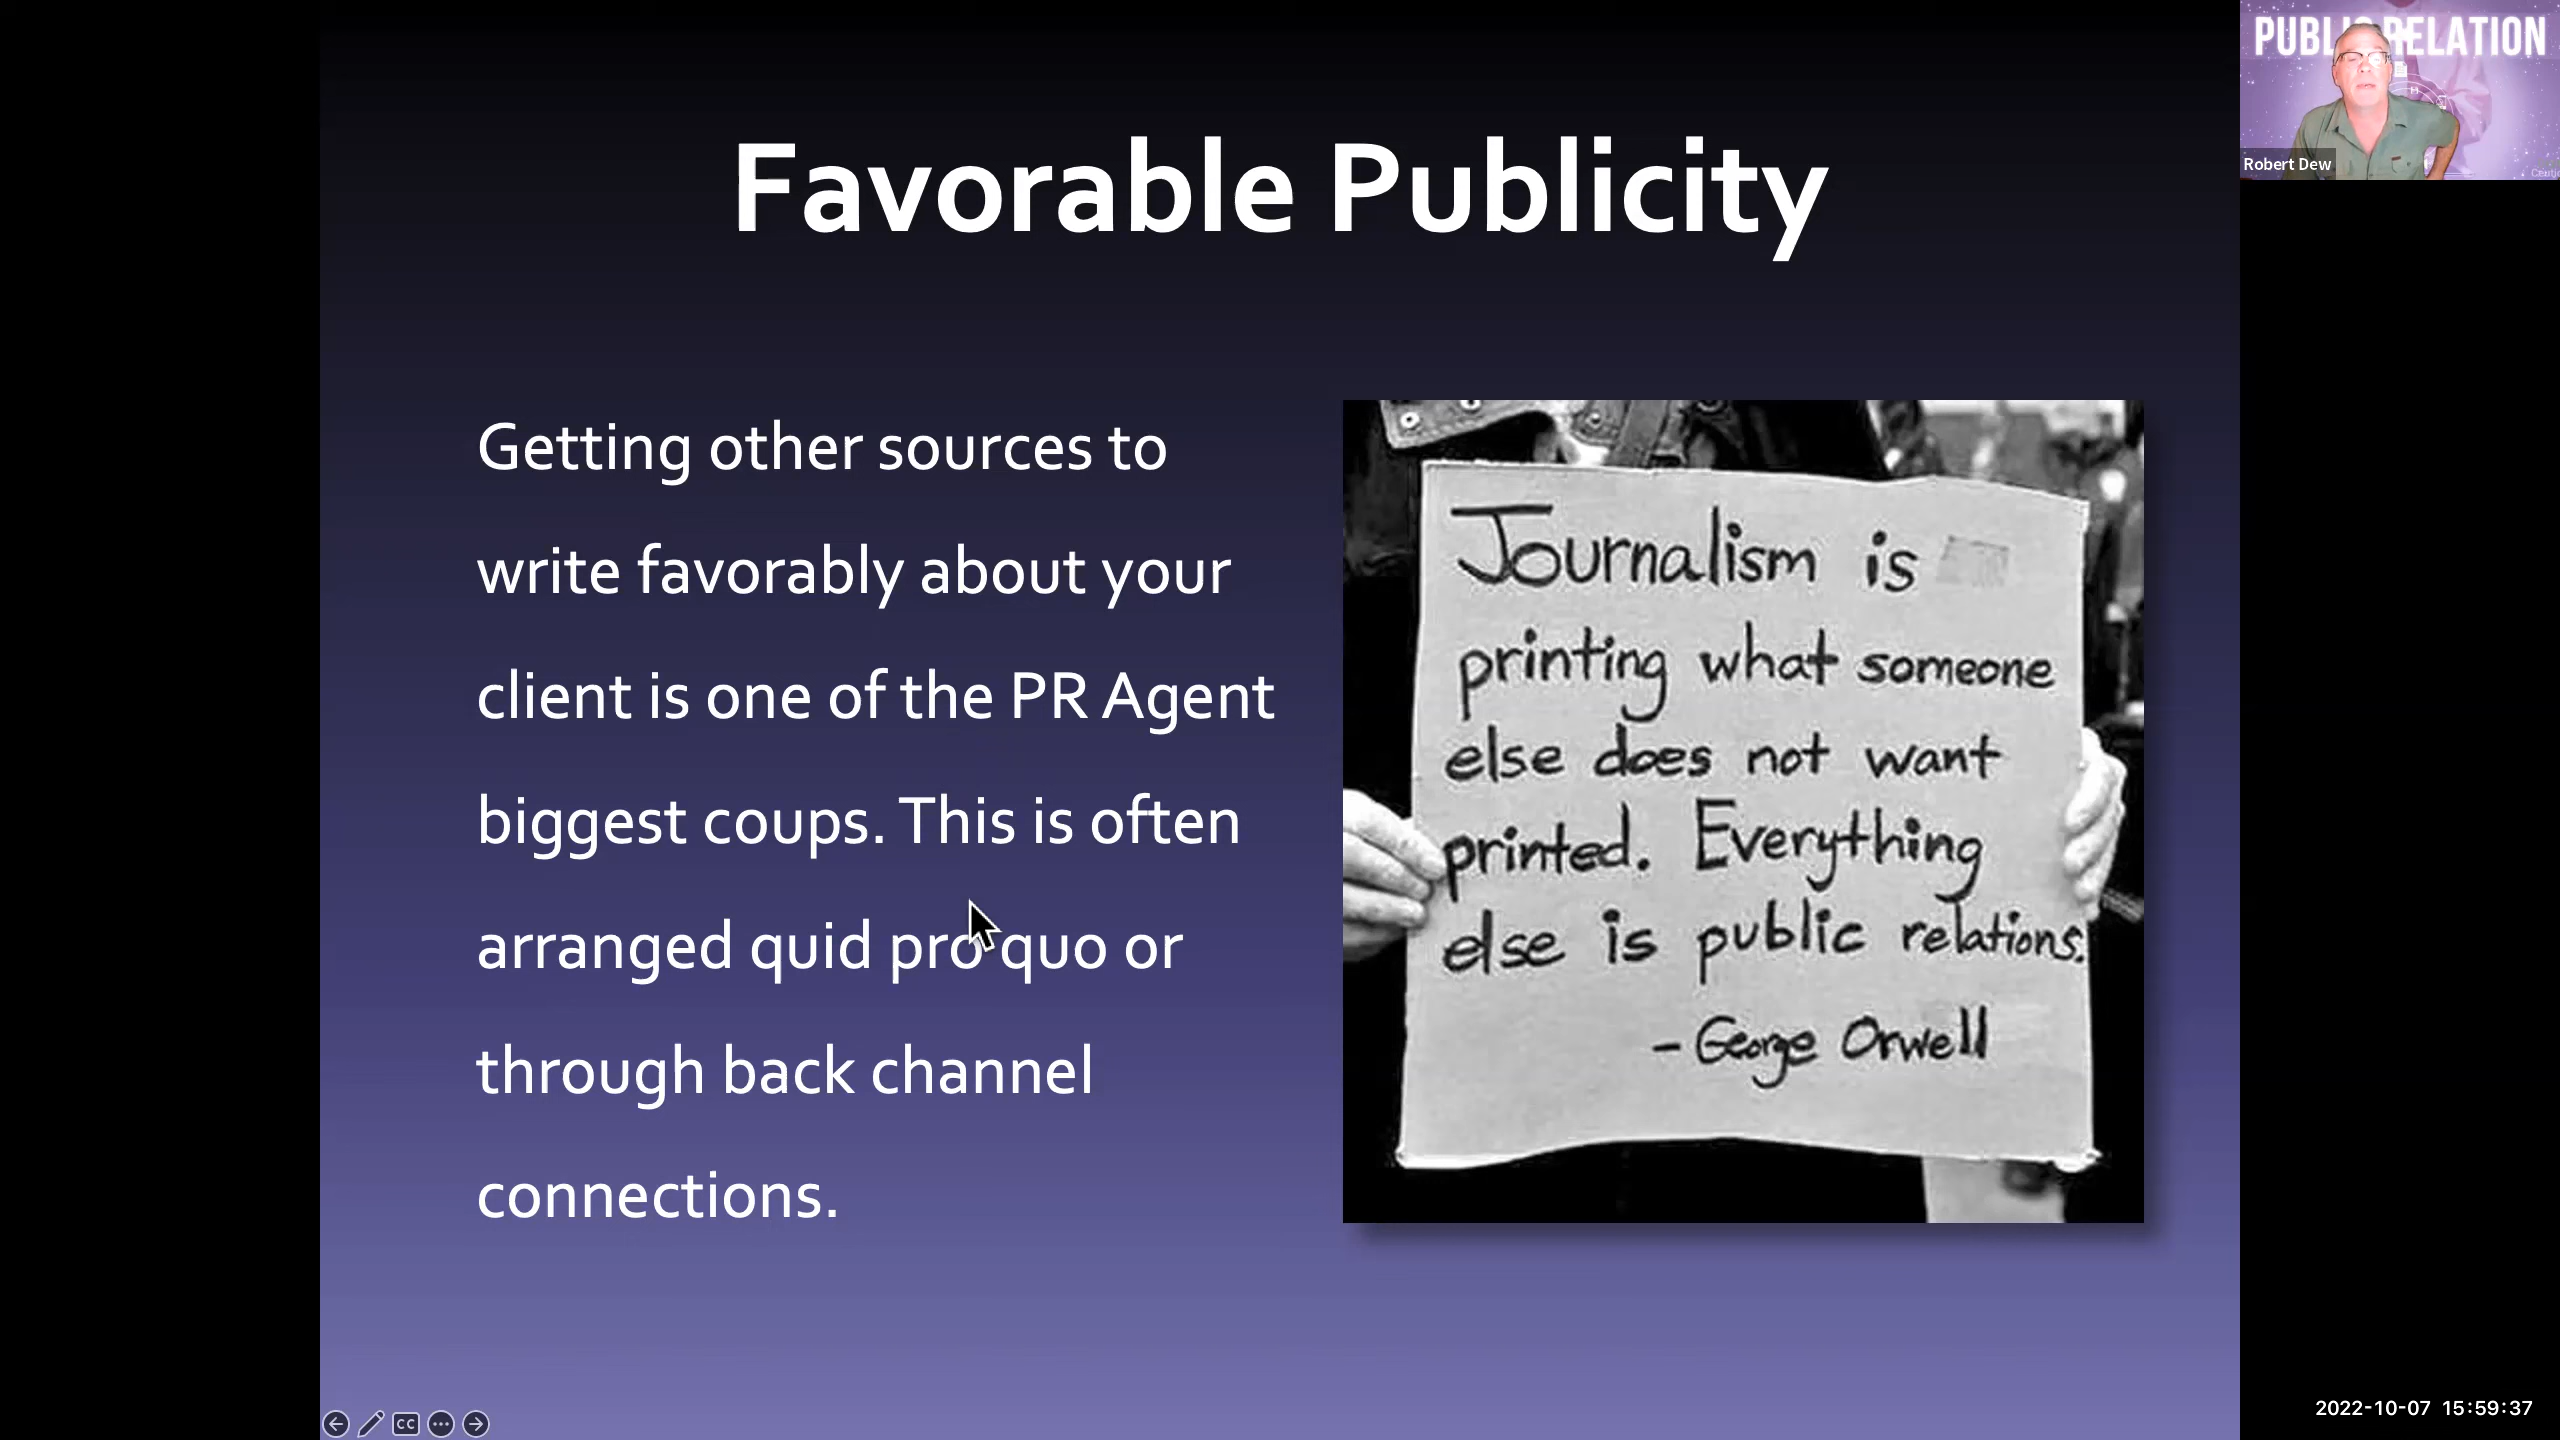 Favorable Publicity
Getting other sources to
write favorably about your
client is one of the PR Agent
biggest coups. This is often
arranged quid pro quo or
through back channel
connections.
Journalism is
printing what someone
else does not want
printed. Everything
else is public relations.
- George Orwell
PUBLIC RELATION
Robert Dew
CC
2022-10-07 15:59:37